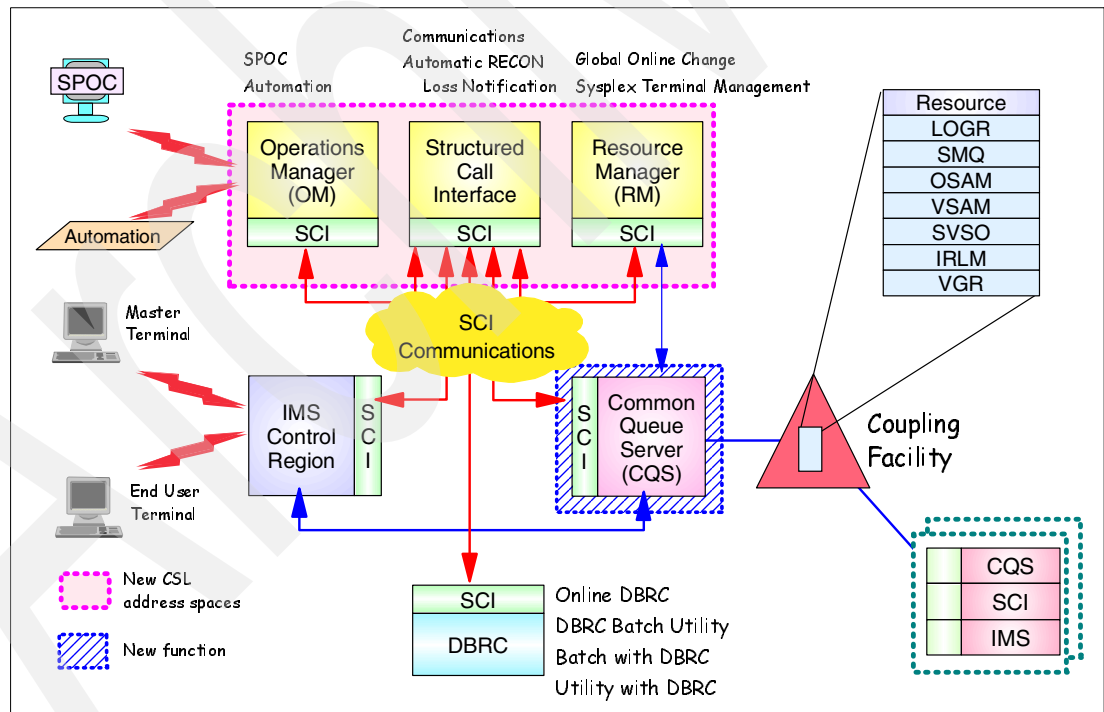 SPOC
SPOC
Automation
Communications
Automatic RECON
Loss Notification
Global Online Change
Sysplex Terminal Management
Operations
Manager
(OM)
SCI
Structured
Call
Interface
SCI
Resource
Manager
(RM)
SCI
Resource
LOGR
SMQ
OSAM
VSAM
SVSO
IRLM
VGR
Automation
Master
Terminal
SCI
Communications
IMS
Control
Region
S
C
I
S
C
I
Common
Queue
Server
(CQS)
Coupling
Facility
End User
Terminal
New CSL
address spaces
New function
SCI
DBRC
Online DBRC
DBRC Batch Utility
Batch with DBRC
Utility with DBRC
CQS
SCI
IMS